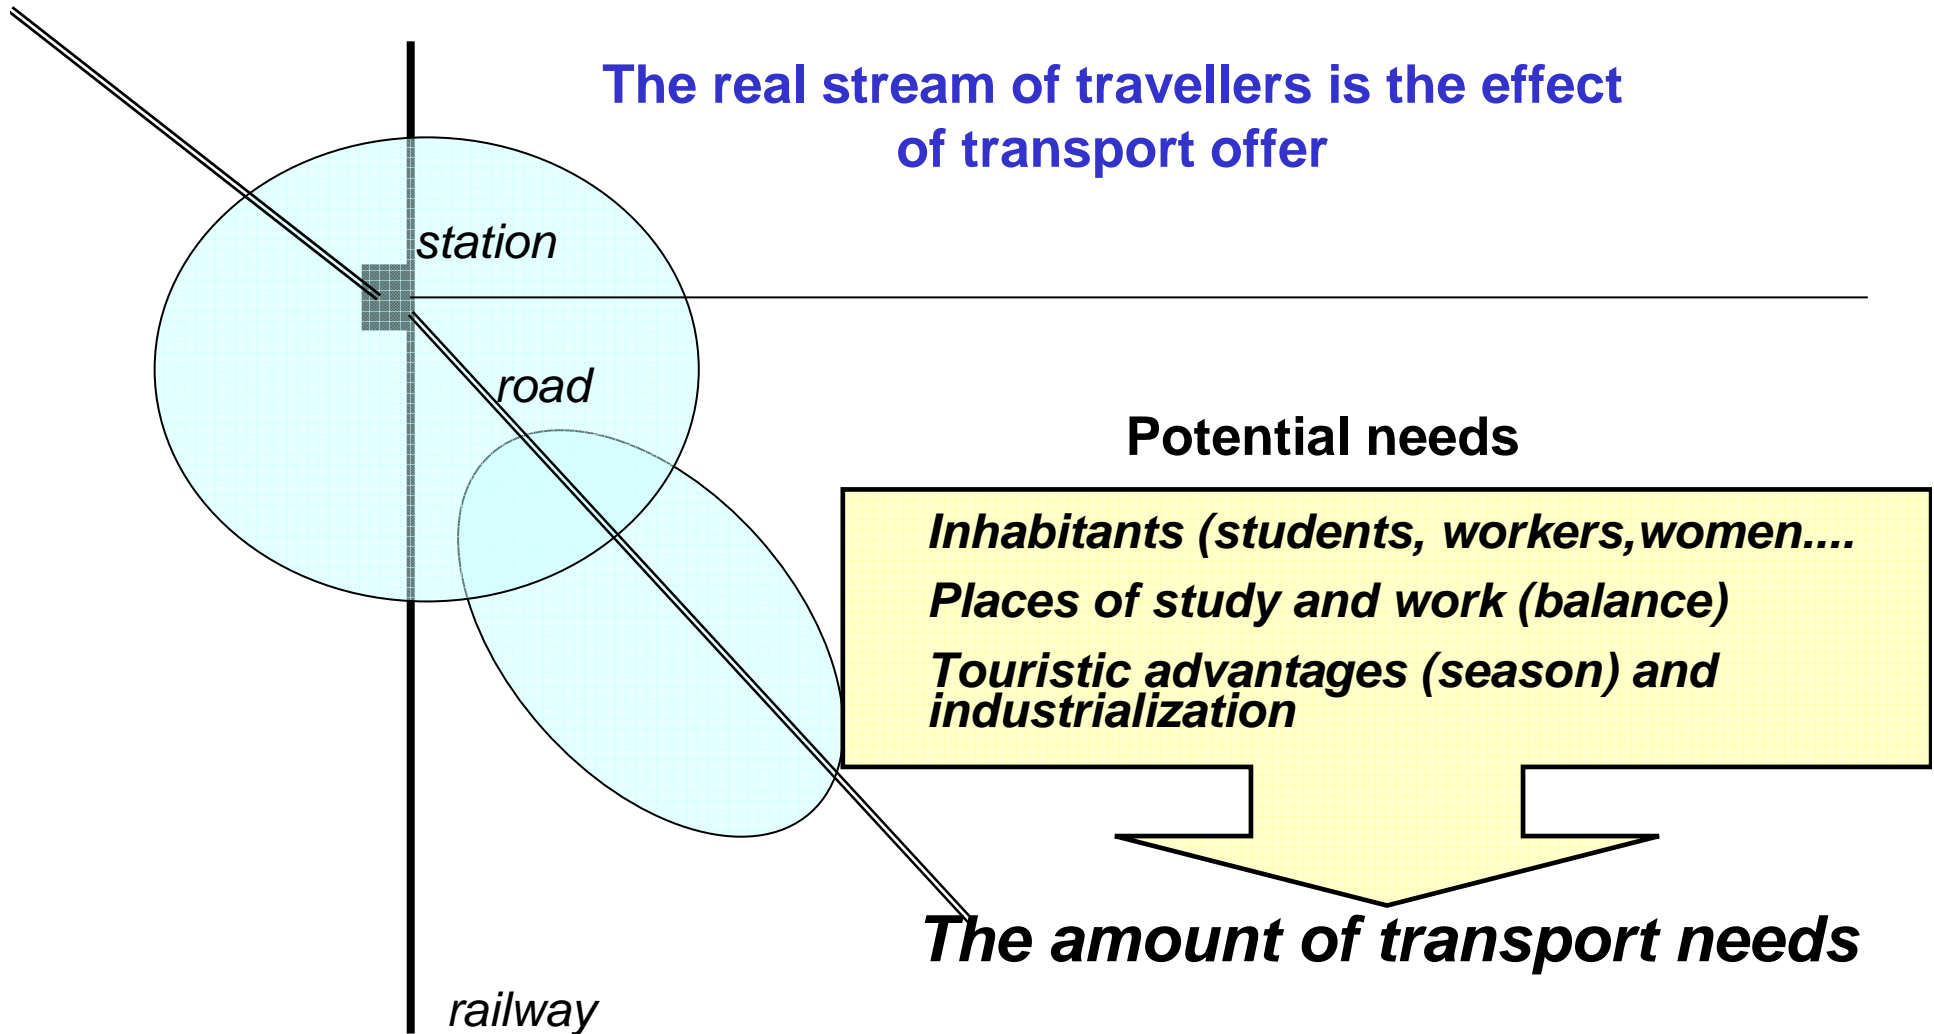 The real stream of travellers is the effect
of transport offer
station
road
Potential needs
Inhabitants (students, workers,women....
Places of study and work (balance)
Touristic advantages (season) and
industrialization
The amount of transport needs
railway